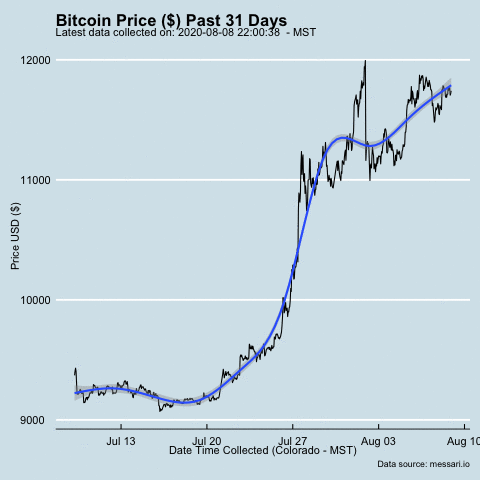 Bitcoin Price ($) Past 31 Days
Latest data collected on: 2020-08-08 22:00:38 - MST
12000
11000
10000
9000
Price USD ($)
Jul 13 Jul 20 Jul 27 Aug 03 Aug 10
Date Time Collected (Colorado - MST)
Data source: messari.io